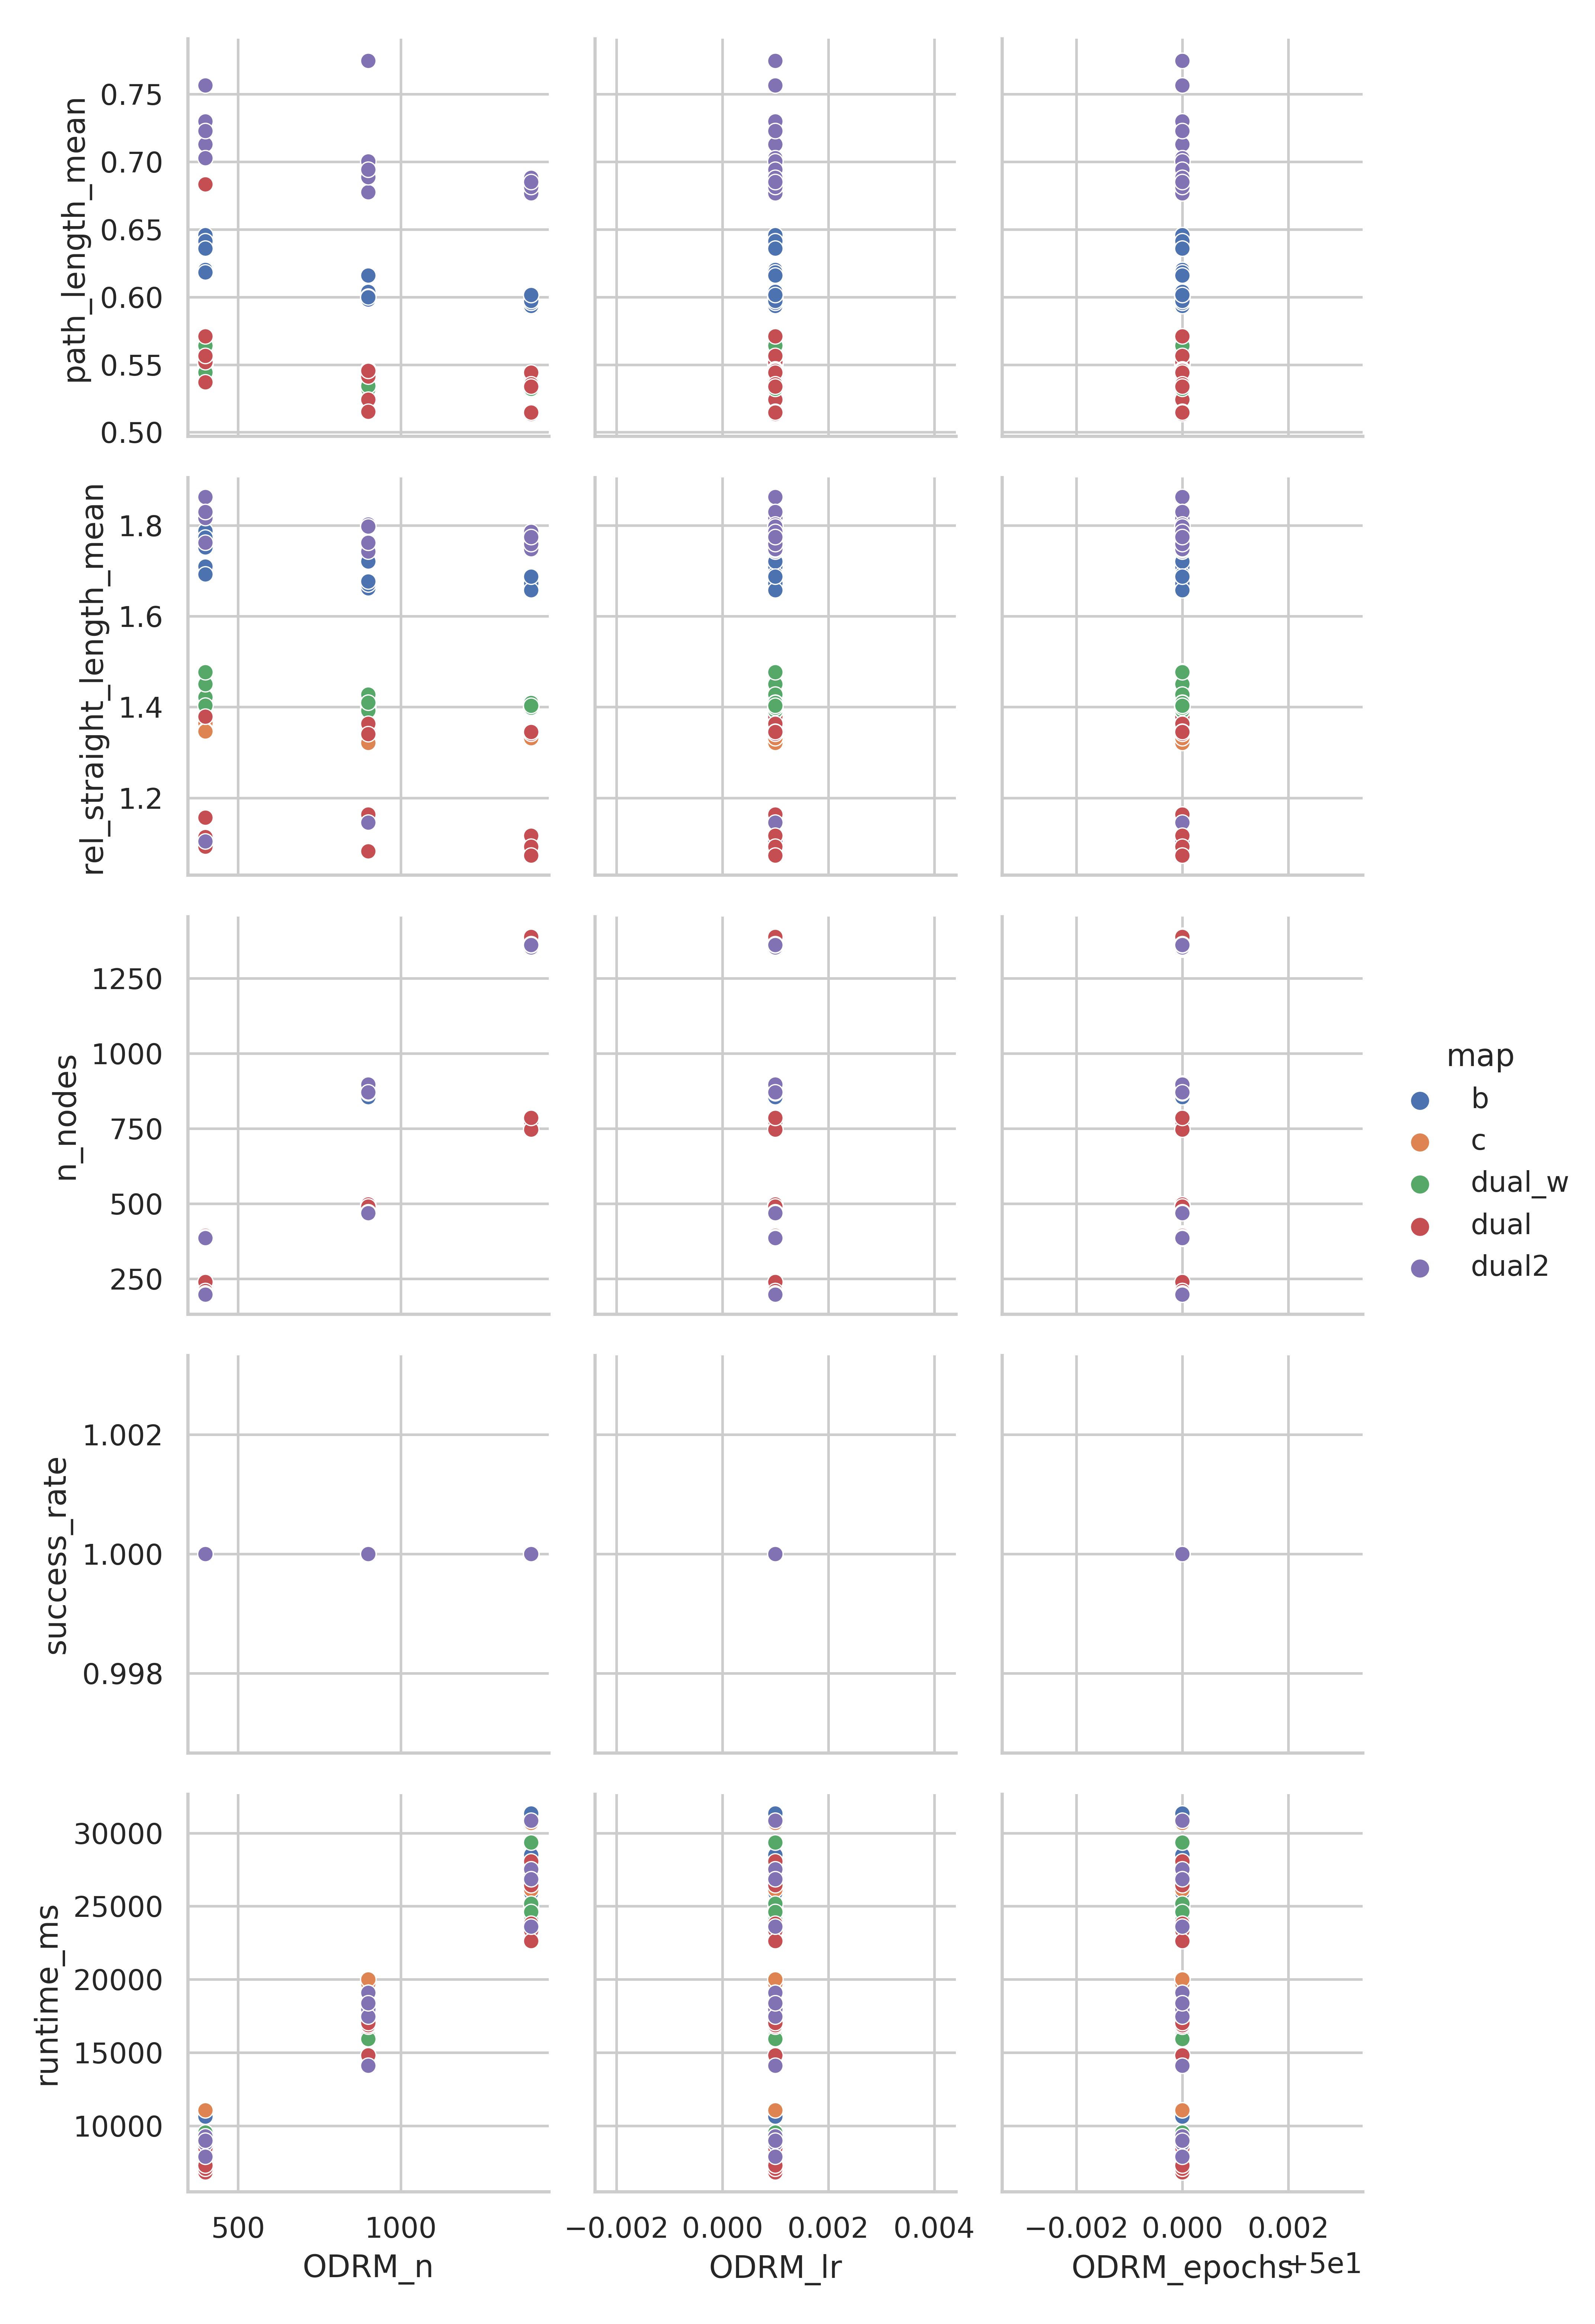 path_length_mean
0.75
0.70
0.65
0.60
0.55
0.50
rel_straight_length_mean
1.8
1.6
1.4
1.2
n_nodes
1250
1000
750
500
250
success_rate
1.002
1.000
0.998
runtime_ms
30000
25000
20000
15000
10000
500 1000
ODRM_n
−0.002 0.000 0.002 0.004
ODRM_lr
−0.002 0.000 0.002
ODRM_epochs
+5e1
map
b
c
dual_w
dual
dual2